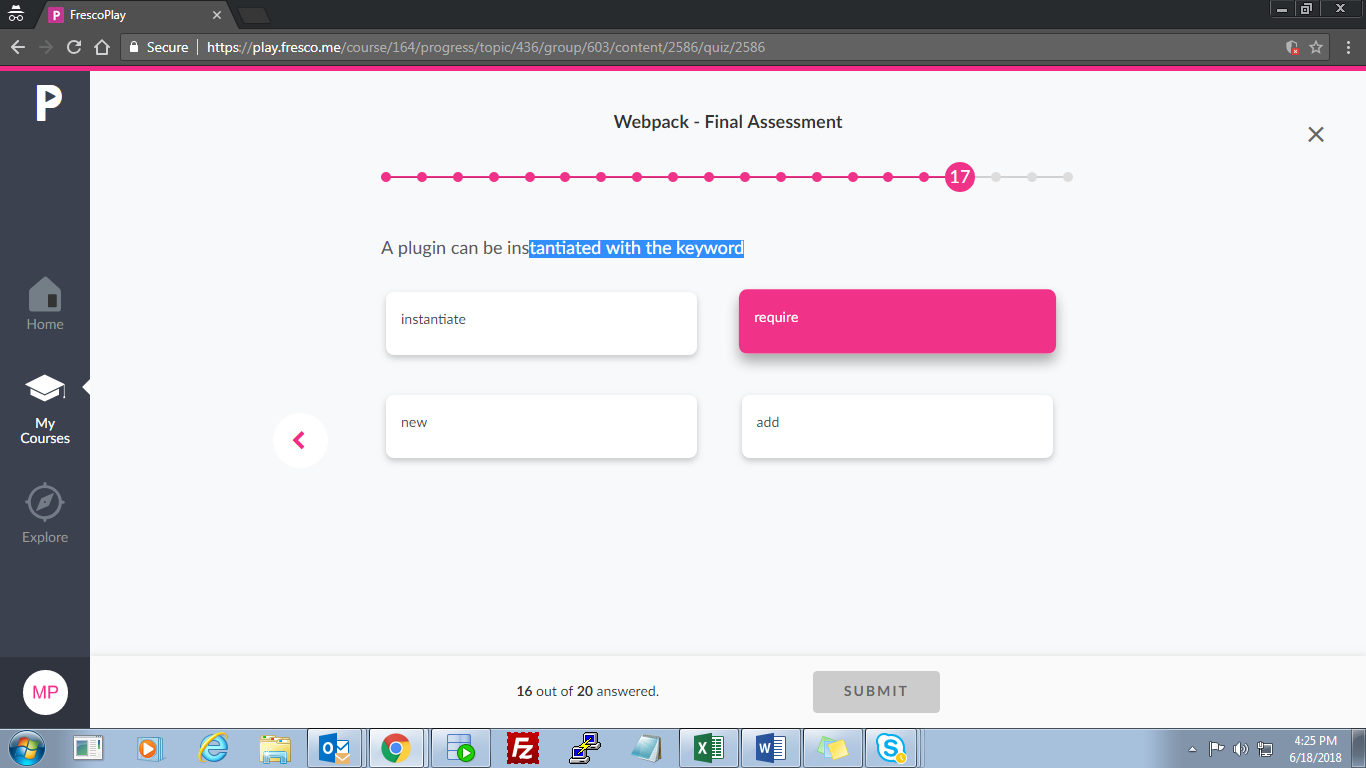 FrescoPlay
Secure
https://play.fresco.me/course/164/progress/topic/436/group/603/content/2586/quiz/2586
Webpack - Final Assessment
17
A plugin can be instantiated with the keyword
instantiate
require
new
add
Home
My
Courses
Explore
MP
16 out of 20 answered.
SUBMIT
4:25 PM
6/18/2018